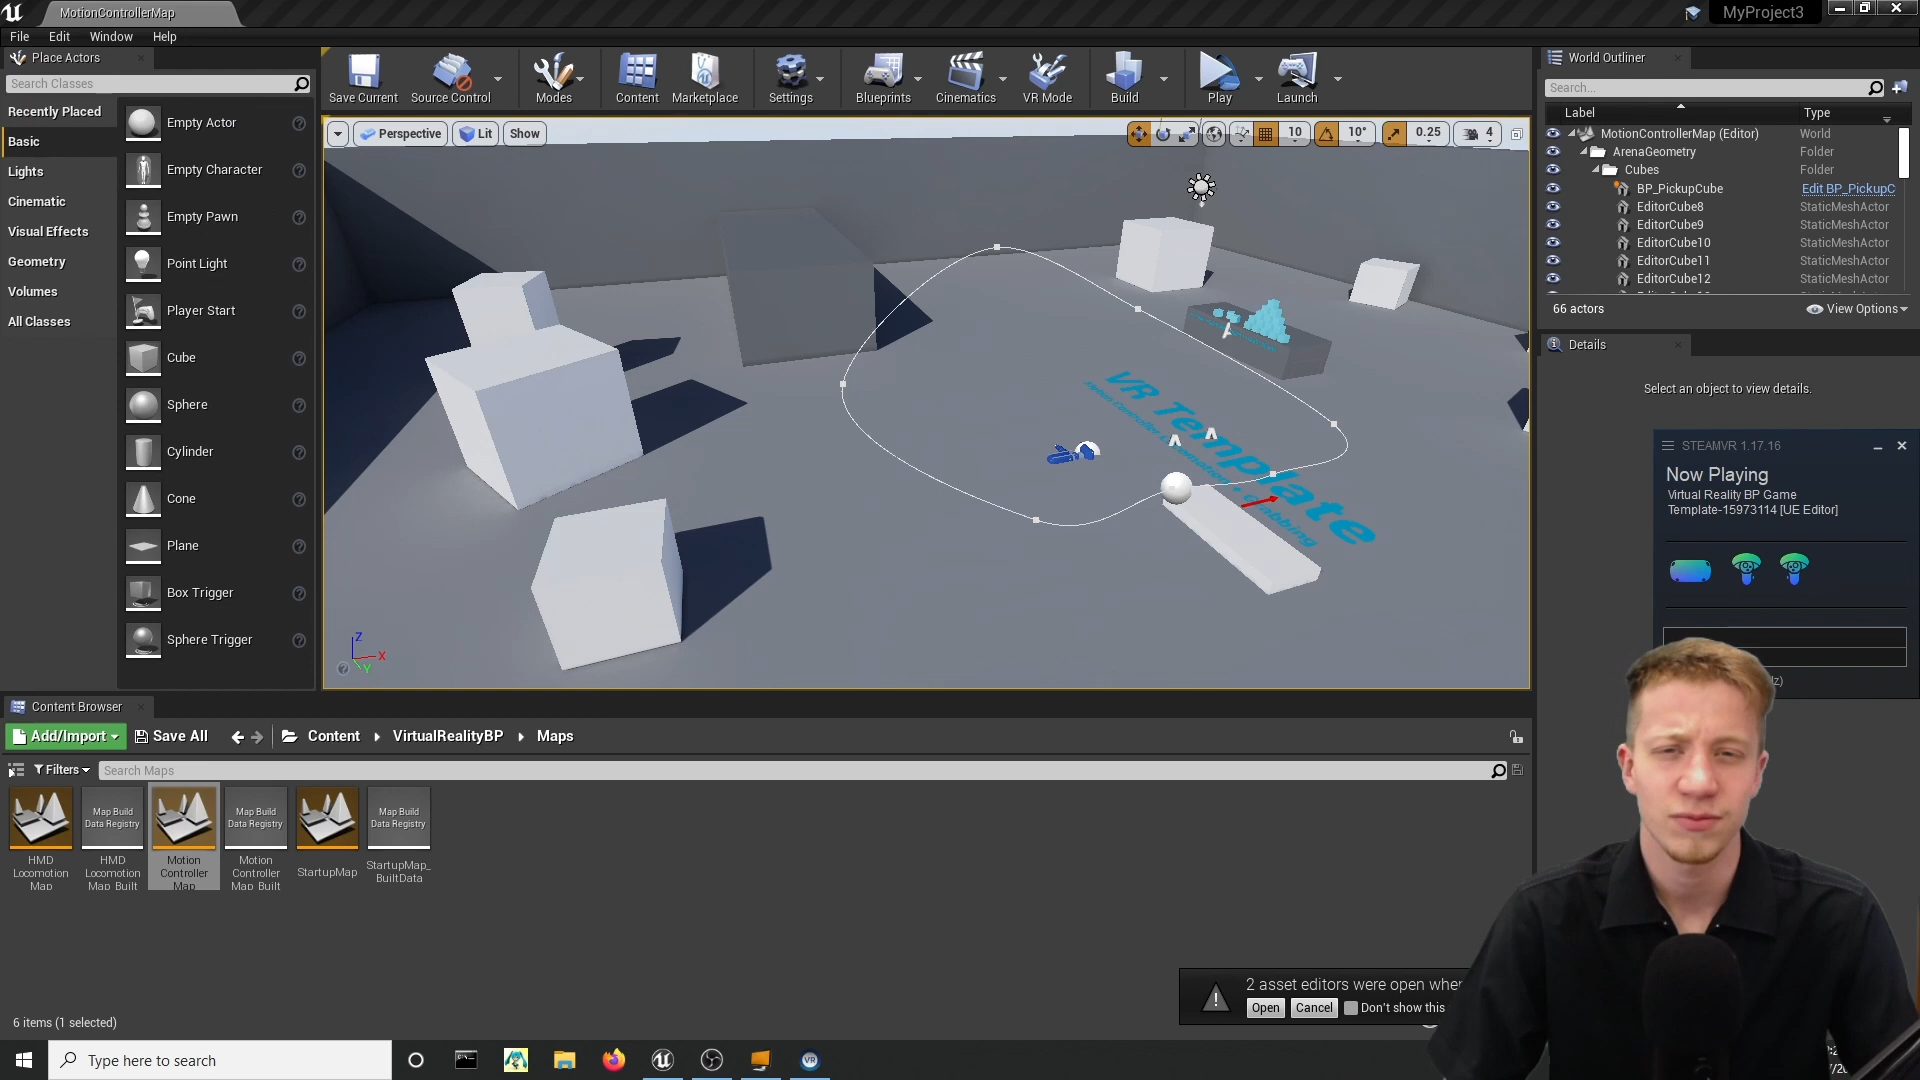 MotionControllerMap
MyProject3
File Edit Window Help
Place Actors
Search Classes
Recently Placed
Basic
Lights
Cinematic
Visual Effects
Geometry
Volumes
All Classes
Empty Actor
Empty Character
Empty Pawn
Point Light
Player Start
Cube
Sphere
Cylinder
Cone
Plane
Box Trigger
Sphere Trigger
Save Current
Source Control
Modes
Content
Marketplace
Settings
Blueprints
Cinematics
VR Mode
Build
Play
Launch
Perspective
Lit
Show
10
10°
0.25
4
VR Template
Z
X
Y
World Outliner
Search...
Label Type
MotionControllerMap (Editor) World
ArenaGeometry Folder
Cubes Folder
BP_PickupCube Edit BP_PickupC
EditorCube8 StaticMeshActor
EditorCube9 StaticMeshActor
EditorCube10 StaticMeshActor
EditorCube11 StaticMeshActor
EditorCube12 StaticMeshActor
66 actors
View Options
Details
Select an object to view details.
STEAMVR 1.17.16
Now Playing
Virtual Reality BP Game
Template-15973114 [UE Editor]
Content Browser
Add/Import
Save All
Content
VirtualRealityBP
Maps
Filters
Search Maps
HMD
Locomotion
Map
Map Build
Data Registry
HMD
Locomotion
Map_Built
Motion
Controller
Map
Map Build
Data Registry
Motion
Controller
Map_Built
StartupMap
Map Build
Data Registry
StartupMap_
BuiltData
6 items (1 selected)
2 asset editors were open when
Open
Cancel
Don't show this
Type here to search
VR